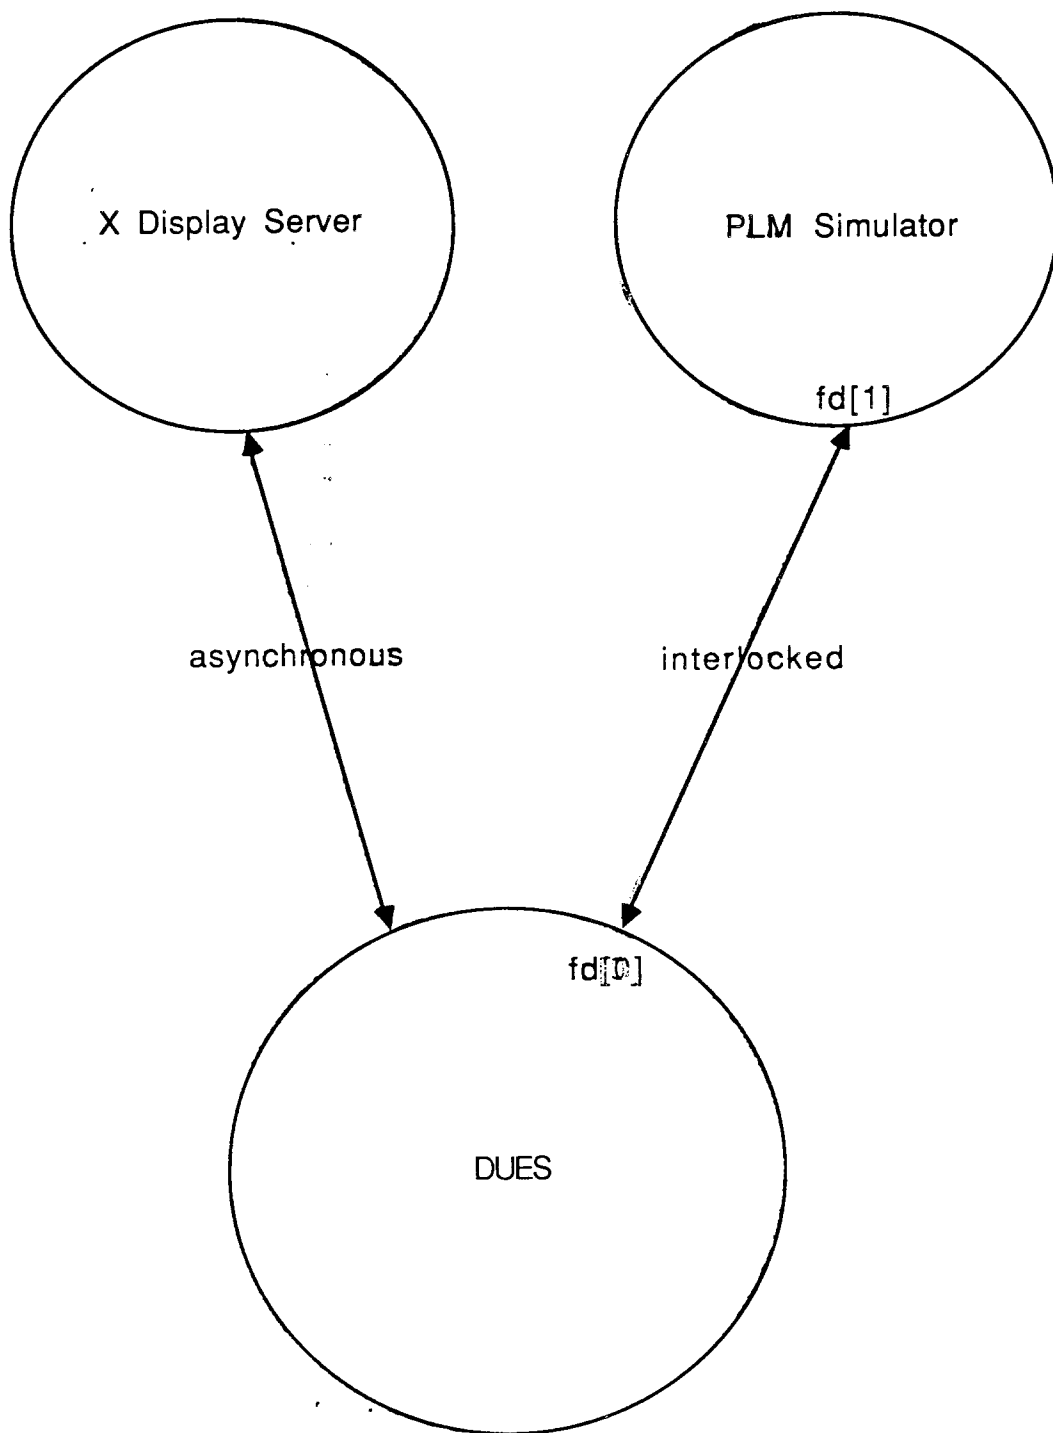 X Display Server
PLM Simulator
fd[1]
asynchronous
interlocked
fd[0]
DUES